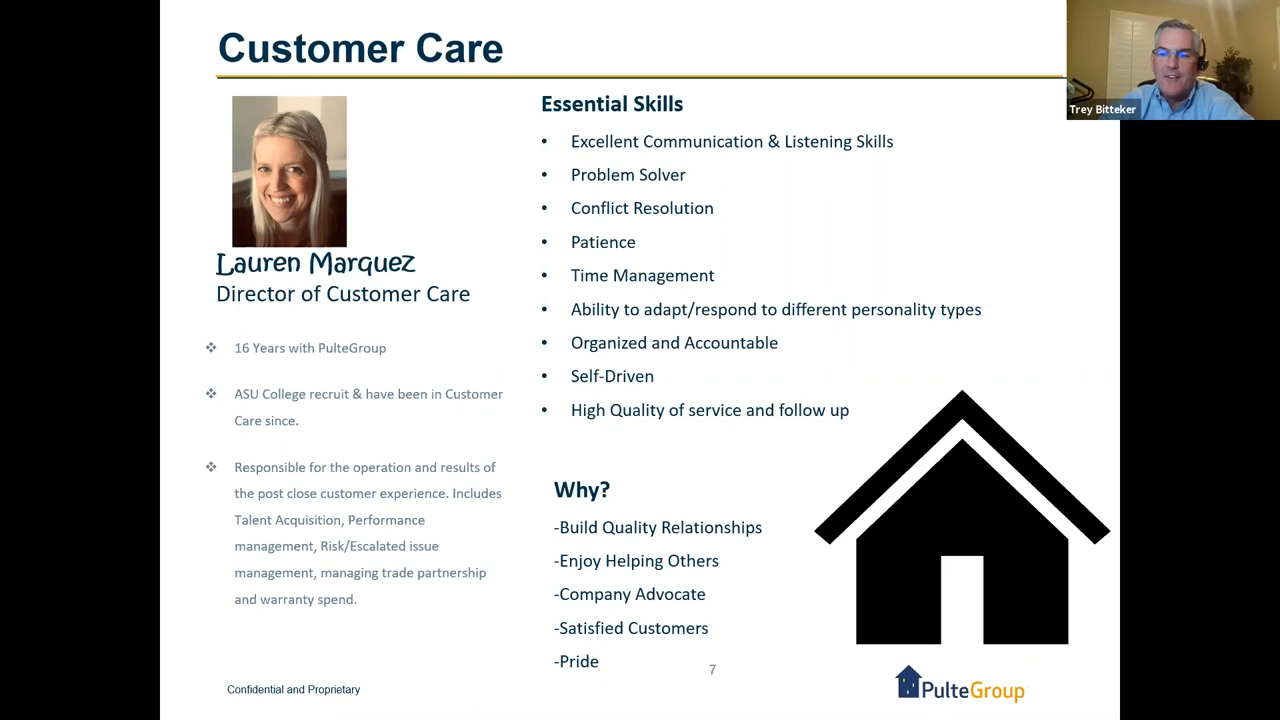 Customer Care
Trey Bitteker
Lauren Marquez
Director of Customer Care
❖ 16 Years with PulteGroup
❖ ASU College recruit & have been in Customer
Care since.
❖ Responsible for the operation and results of
the post close customer experience. Includes
Talent Acquisition, Performance
management, Risk/Escalated issue
management, managing trade partnership
and warranty spend.
Essential Skills
• Excellent Communication & Listening Skills
• Problem Solver
• Conflict Resolution
• Patience
• Time Management
• Ability to adapt/respond to different personality types
• Organized and Accountable
• Self-Driven
• High Quality of service and follow up
Why?
-Build Quality Relationships
-Enjoy Helping Others
-Company Advocate
-Satisfied Customers
-Pride
7
Confidential and Proprietary
PulteGroup